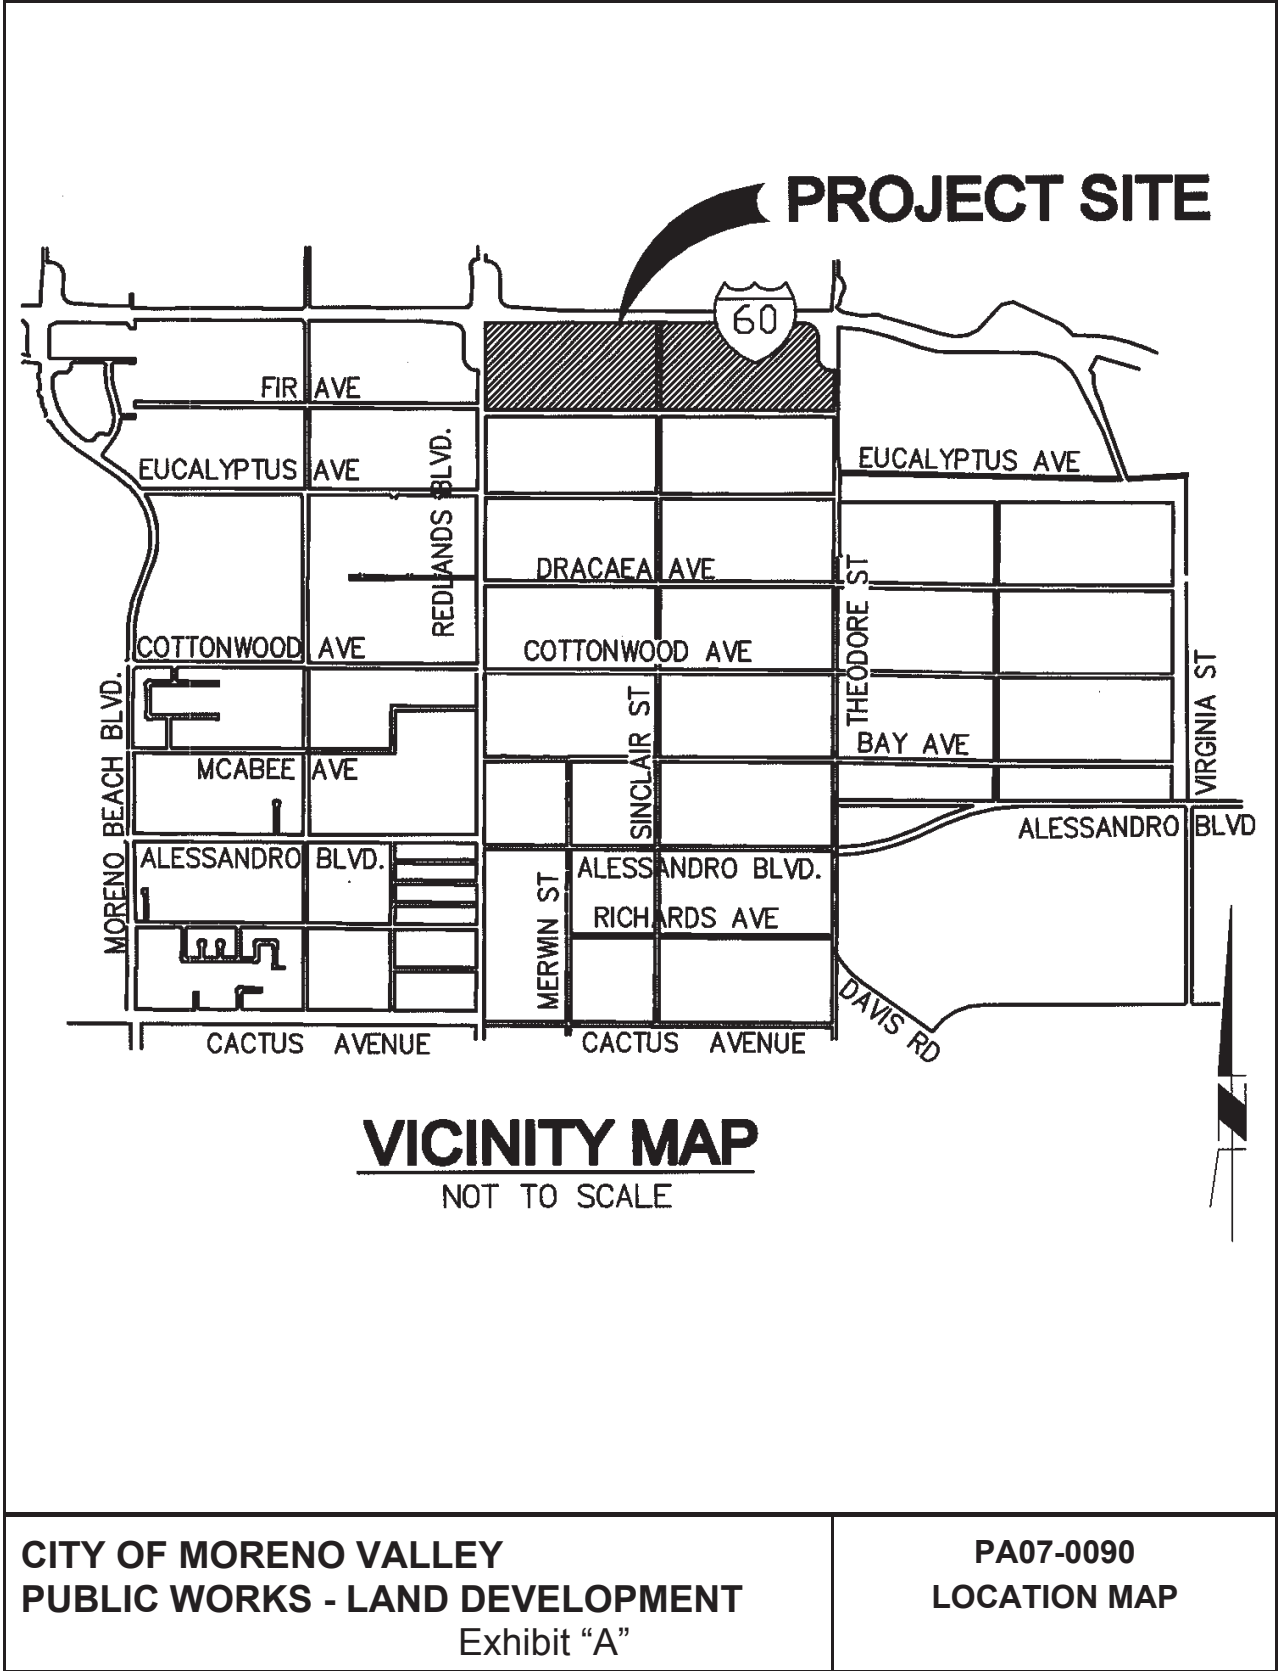 PROJECT SITE
60
FIR AVE
REDLANDS BLVD.
EUCALYPTUS AVE
EUCALYPTUS AVE
DRACAEA AVE
THEODORE ST
COTTONWOOD AVE
COTTONWOOD AVE
MORENO BEACH BLVD.
SINCLAIR ST
VIRGINIA ST
BAY AVE
MCABEE AVE
ALESSANDRO BLVD
ALESSANDRO BLVD.
ALESSANDRO BLVD.
MERWIN ST
RICHARDS AVE
DAVIS RD
CACTUS AVENUE
CACTUS AVENUE
VICINITY MAP
NOT TO SCALE
CITY OF MORENO VALLEY
PUBLIC WORKS - LAND DEVELOPMENT
Exhibit “A”
PA07-0090
LOCATION MAP